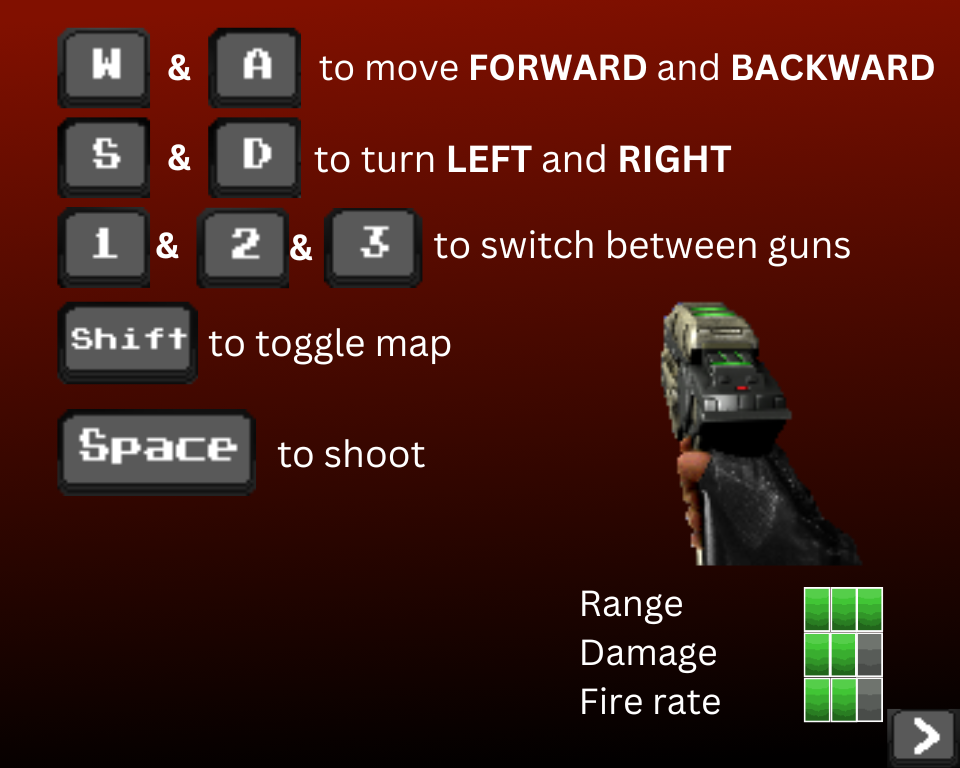 W & A to move FORWARD and BACKWARD
S & D to turn LEFT and RIGHT
1 & 2 & 3 to switch between guns
Shift to toggle map
Space to shoot
Range
Damage
Fire rate
>